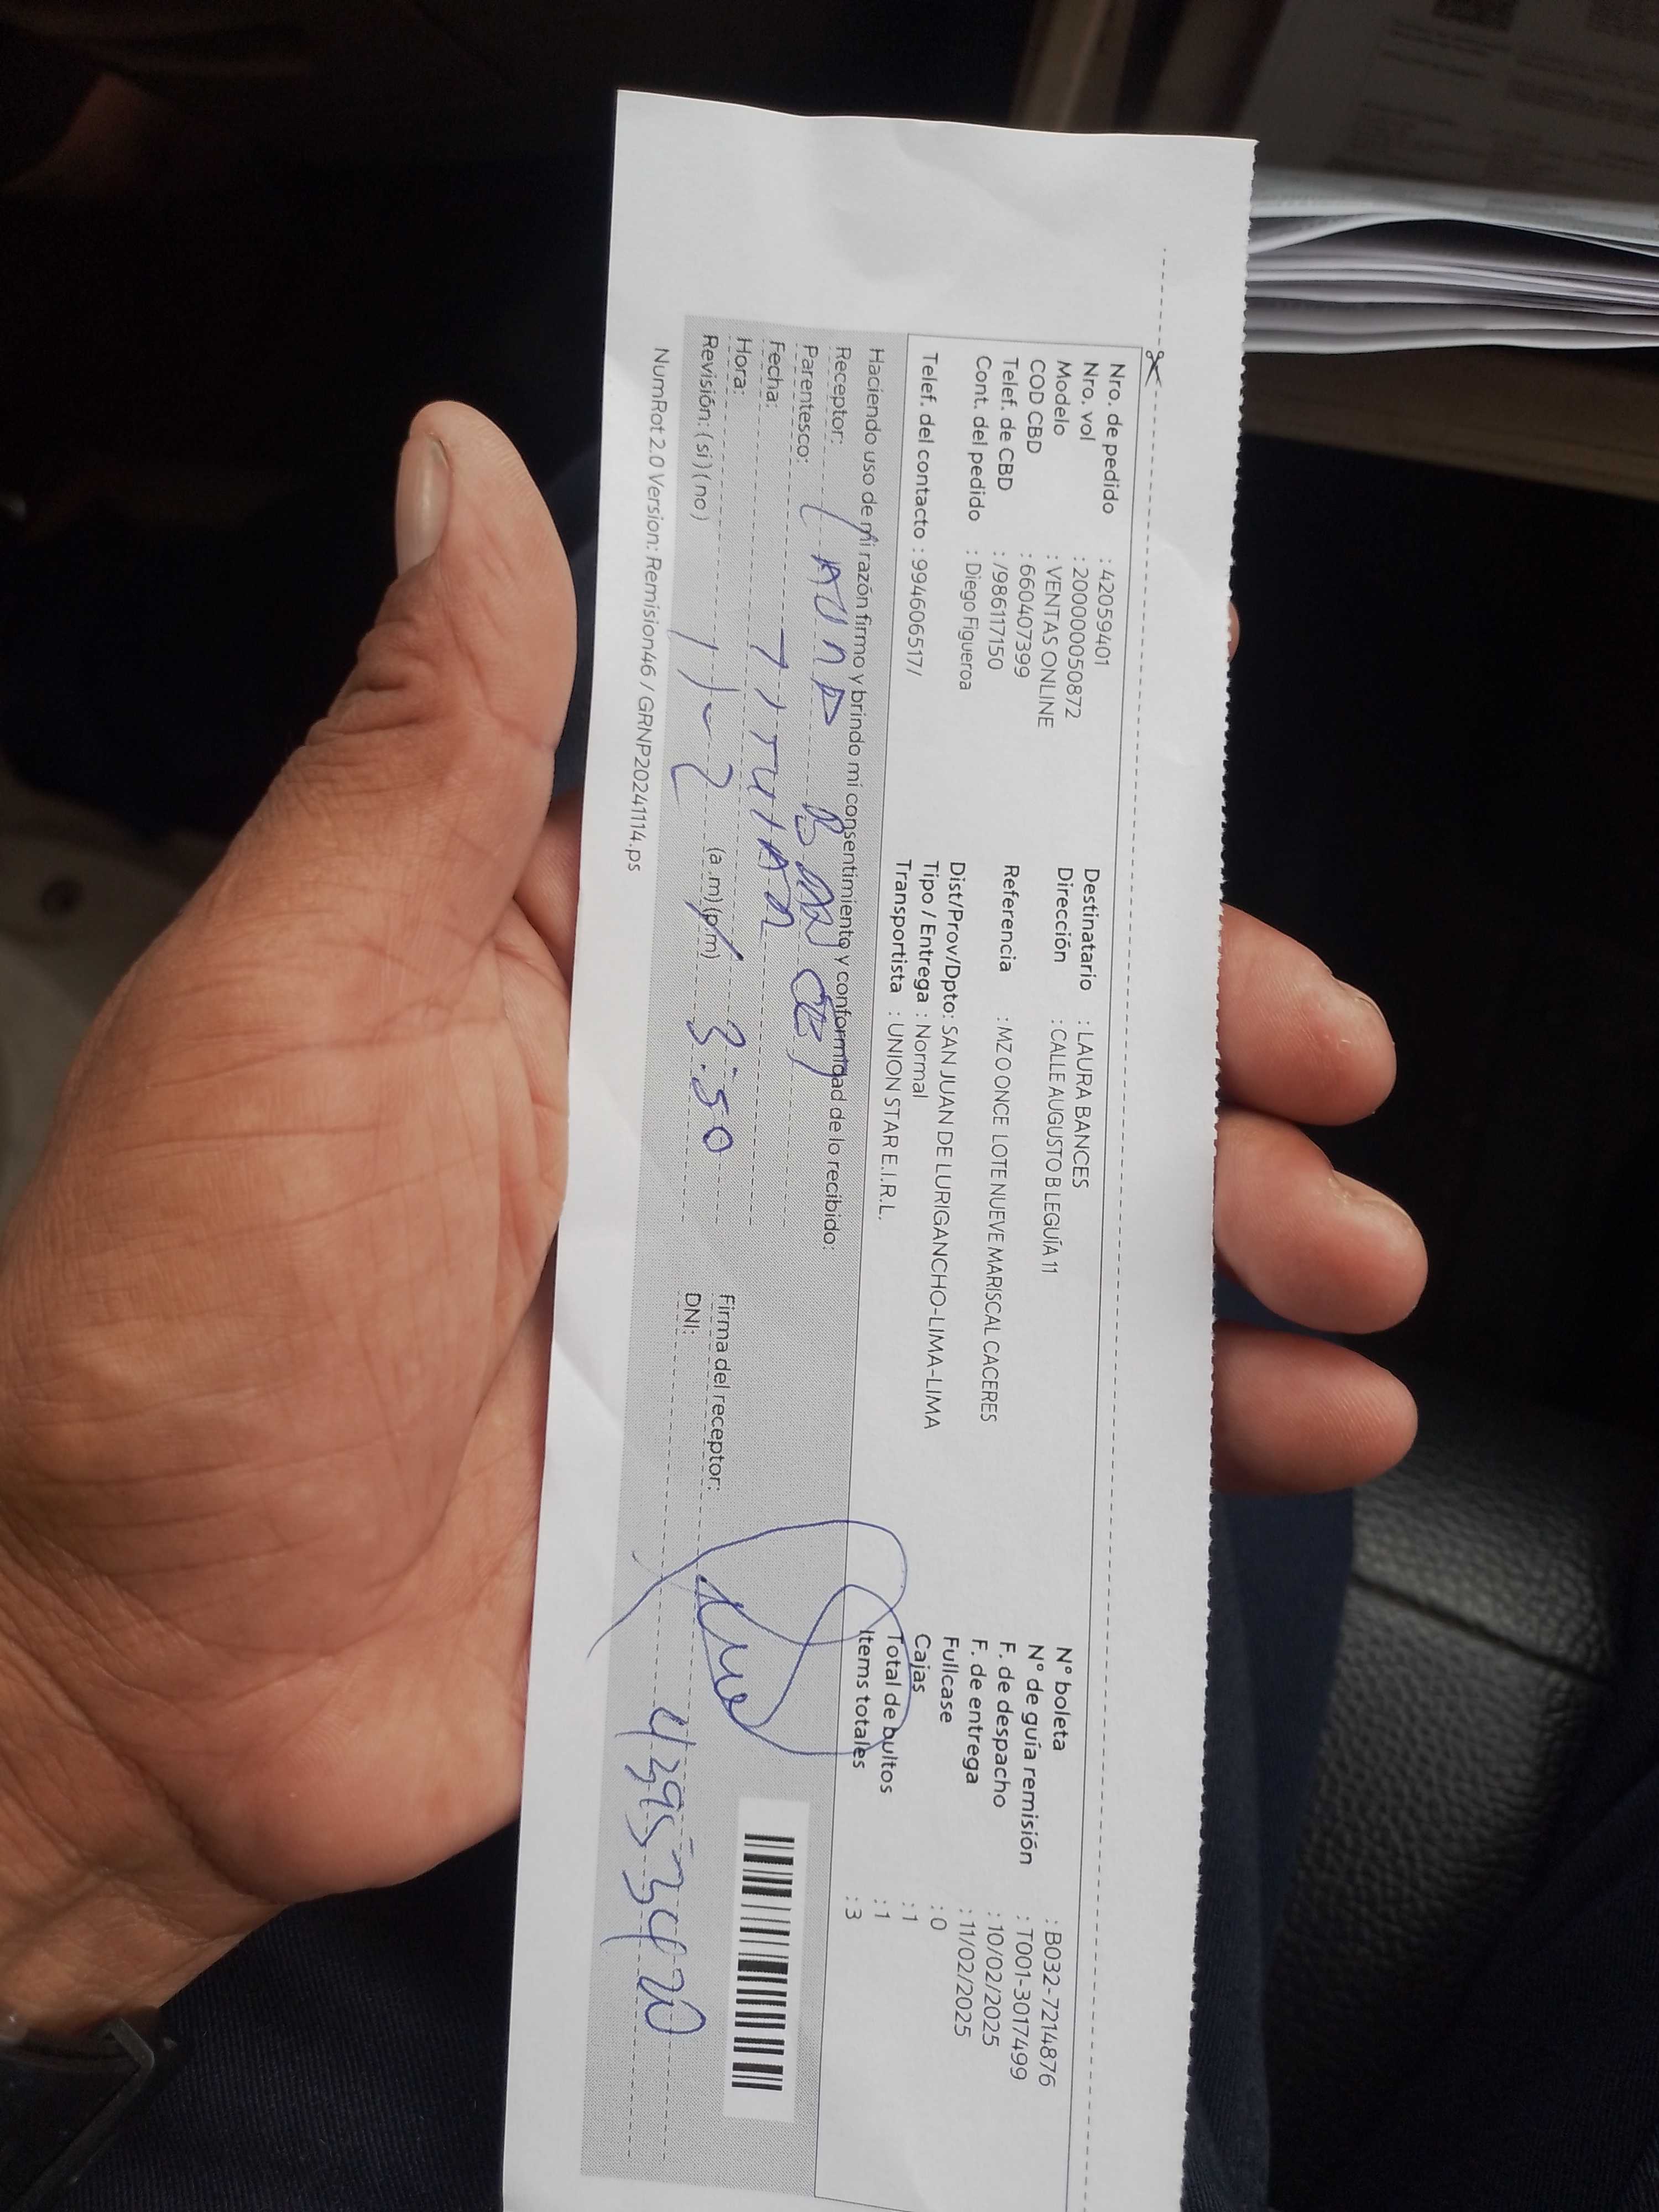 Nro. de pedido : 42059401
Nro. vol : 200000050872
Modelo : VENTAS ONLINE
COD CBD : 660407399
Telef. de CBD : /986117150
Cont. del pedido : Diego Figueroa
Telef. del contacto : 994606517/
Destinatario : LAURA BANCES
Dirección : CALLE AUGUSTO B LEGUÍA 11
Referencia : MZ O ONCE LOTE NUEVE MARISCAL CACERES
Dist/Prov/Dpto: SAN JUAN DE LURIGANCHO-LIMA-LIMA
Tipo / Entrega : Normal
Transportista : UNION STAR E.I.R.L.
N° boleta : B032-7214876
N° de guía remisión : T001-3017499
F. de despacho : 10/02/2025
F. de entrega : 11/02/2025
Fullcase : 0
Cajas : 1
Total de bultos : 1
Items totales : 3
Haciendo uso de mi razón firmo y brindo mi consentimiento y conformidad de lo recibido:
Receptor:
Parentesco:
Fecha: 7 I TUIAR
Hora: 11-2 (a.m)(p.m) 3:50
Revisión: (si) (no)
Firma del receptor:
DNI: 42953420
NumRot 2.0 Version: Remision46 / GRNP20241114.ps